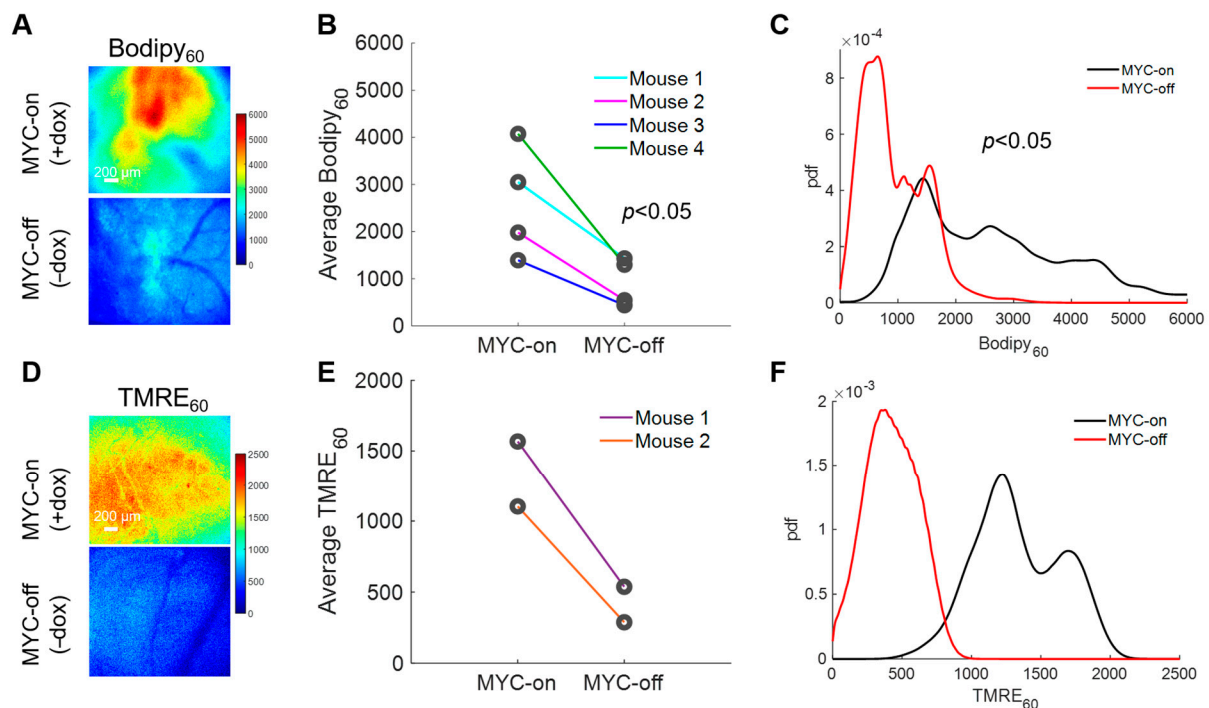 A
Bodipy60
MYC-on
(+dox)
200 μm
MYC-off
(−dox)
6000
5000
4000
3000
2000
1000
0
B
6000
5000
4000
3000
2000
1000
0
Average Bodipy60
Mouse 1
Mouse 2
Mouse 3
Mouse 4
p<0.05
MYC-on
MYC-off
C
×10-4
8
6
4
2
0
pdf
MYC-on
MYC-off
p<0.05
0
1000
2000
3000
4000
5000
6000
Bodipy60
D
TMRE60
MYC-on
(+dox)
200 μm
MYC-off
(−dox)
2500
2000
1500
1000
500
0
E
2000
1500
1000
500
0
Average TMRE60
Mouse 1
Mouse 2
MYC-on
MYC-off
F
×10-3
2
1.5
1
0.5
0
pdf
MYC-on
MYC-off
0
500
1000
1500
2000
2500
TMRE60